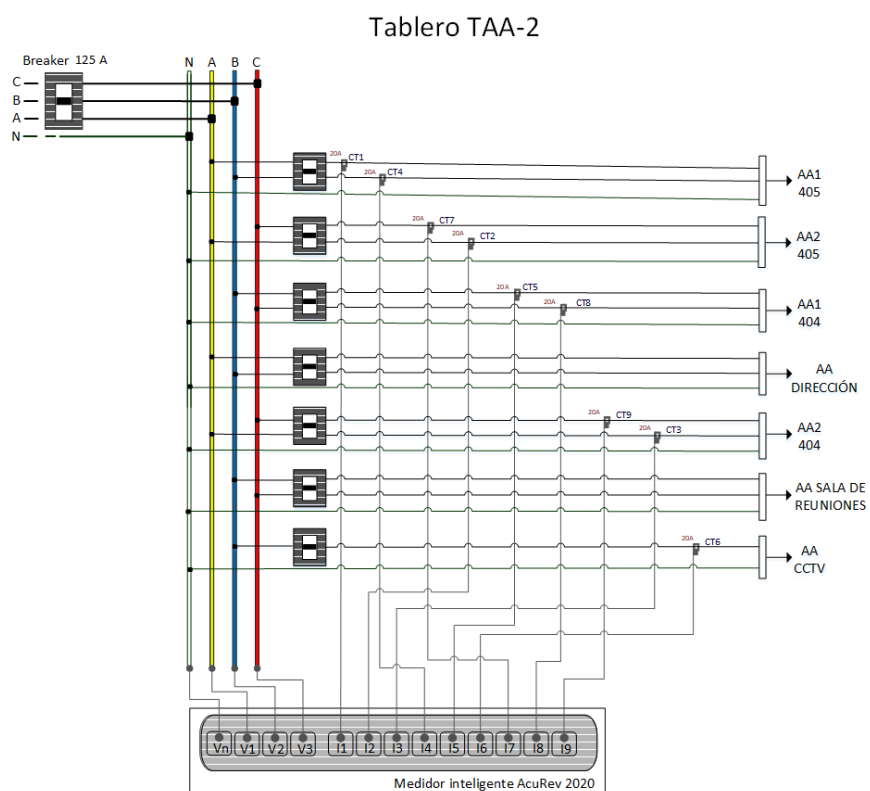 Tablero TAA-2
Breaker 125 A
N A B C
C
B
A
N
20A CT1
20A CT4
AA1
405
20A CT7
20A CT2
AA2
405
20A CT5
20A CT8
AA1
404
AA
DIRECCIÓN
20A CT9
20A CT3
AA2
404
AA SALA DE
REUNIONES
20A CT6
AA
CCTV
Vn V1 V2 V3 I1 I2 I3 I4 I5 I6 I7 I8 I9
Medidor inteligente AcuRev 2020